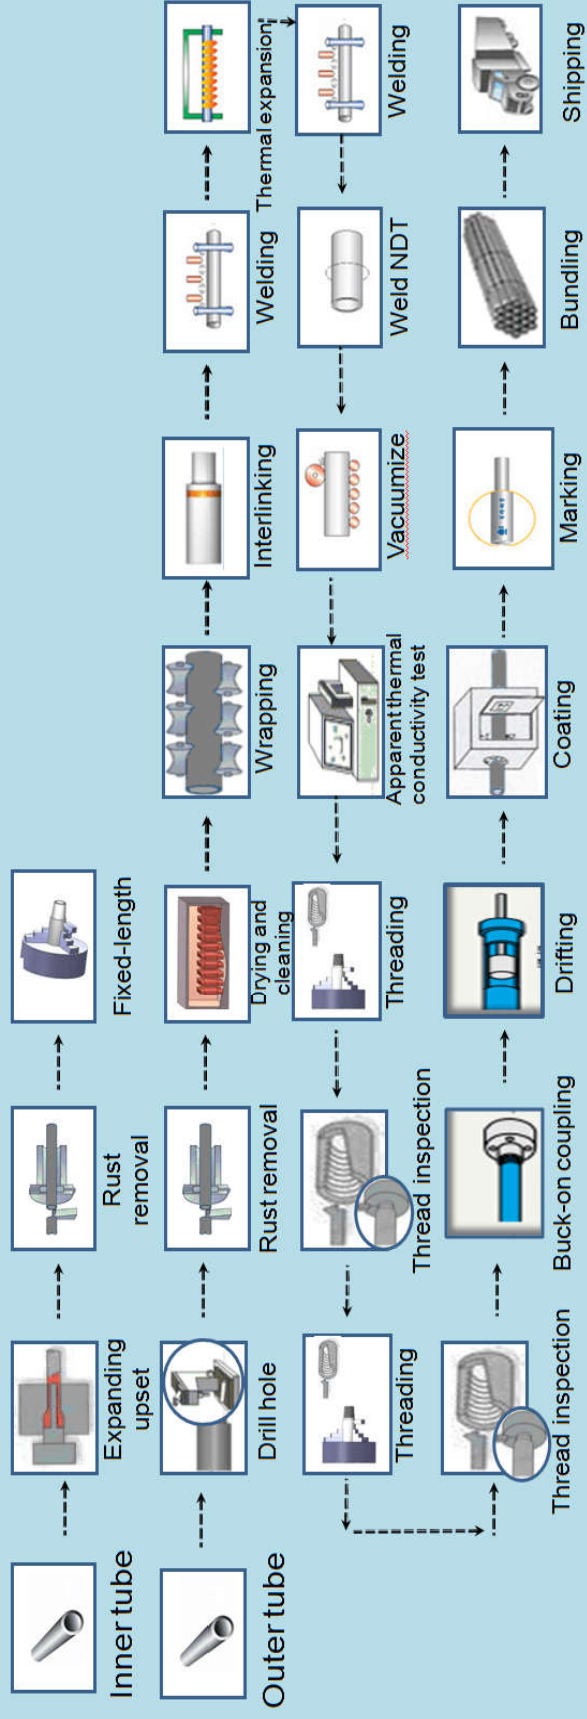 Inner tube
Expanding
upset
Rust
removal
Fixed-length
Outer tube
Drill hole
Rust removal
Drying and
cleaning
Wrapping
Interlinking
Welding
Thermal expansion
Welding
Weld NDT
Vacuumize
Apparent thermal
conductivity test
Threading
Thread inspection
Threading
Thread inspection
Buck-on coupling
Drifting
Coating
Marking
Bundling
Shipping